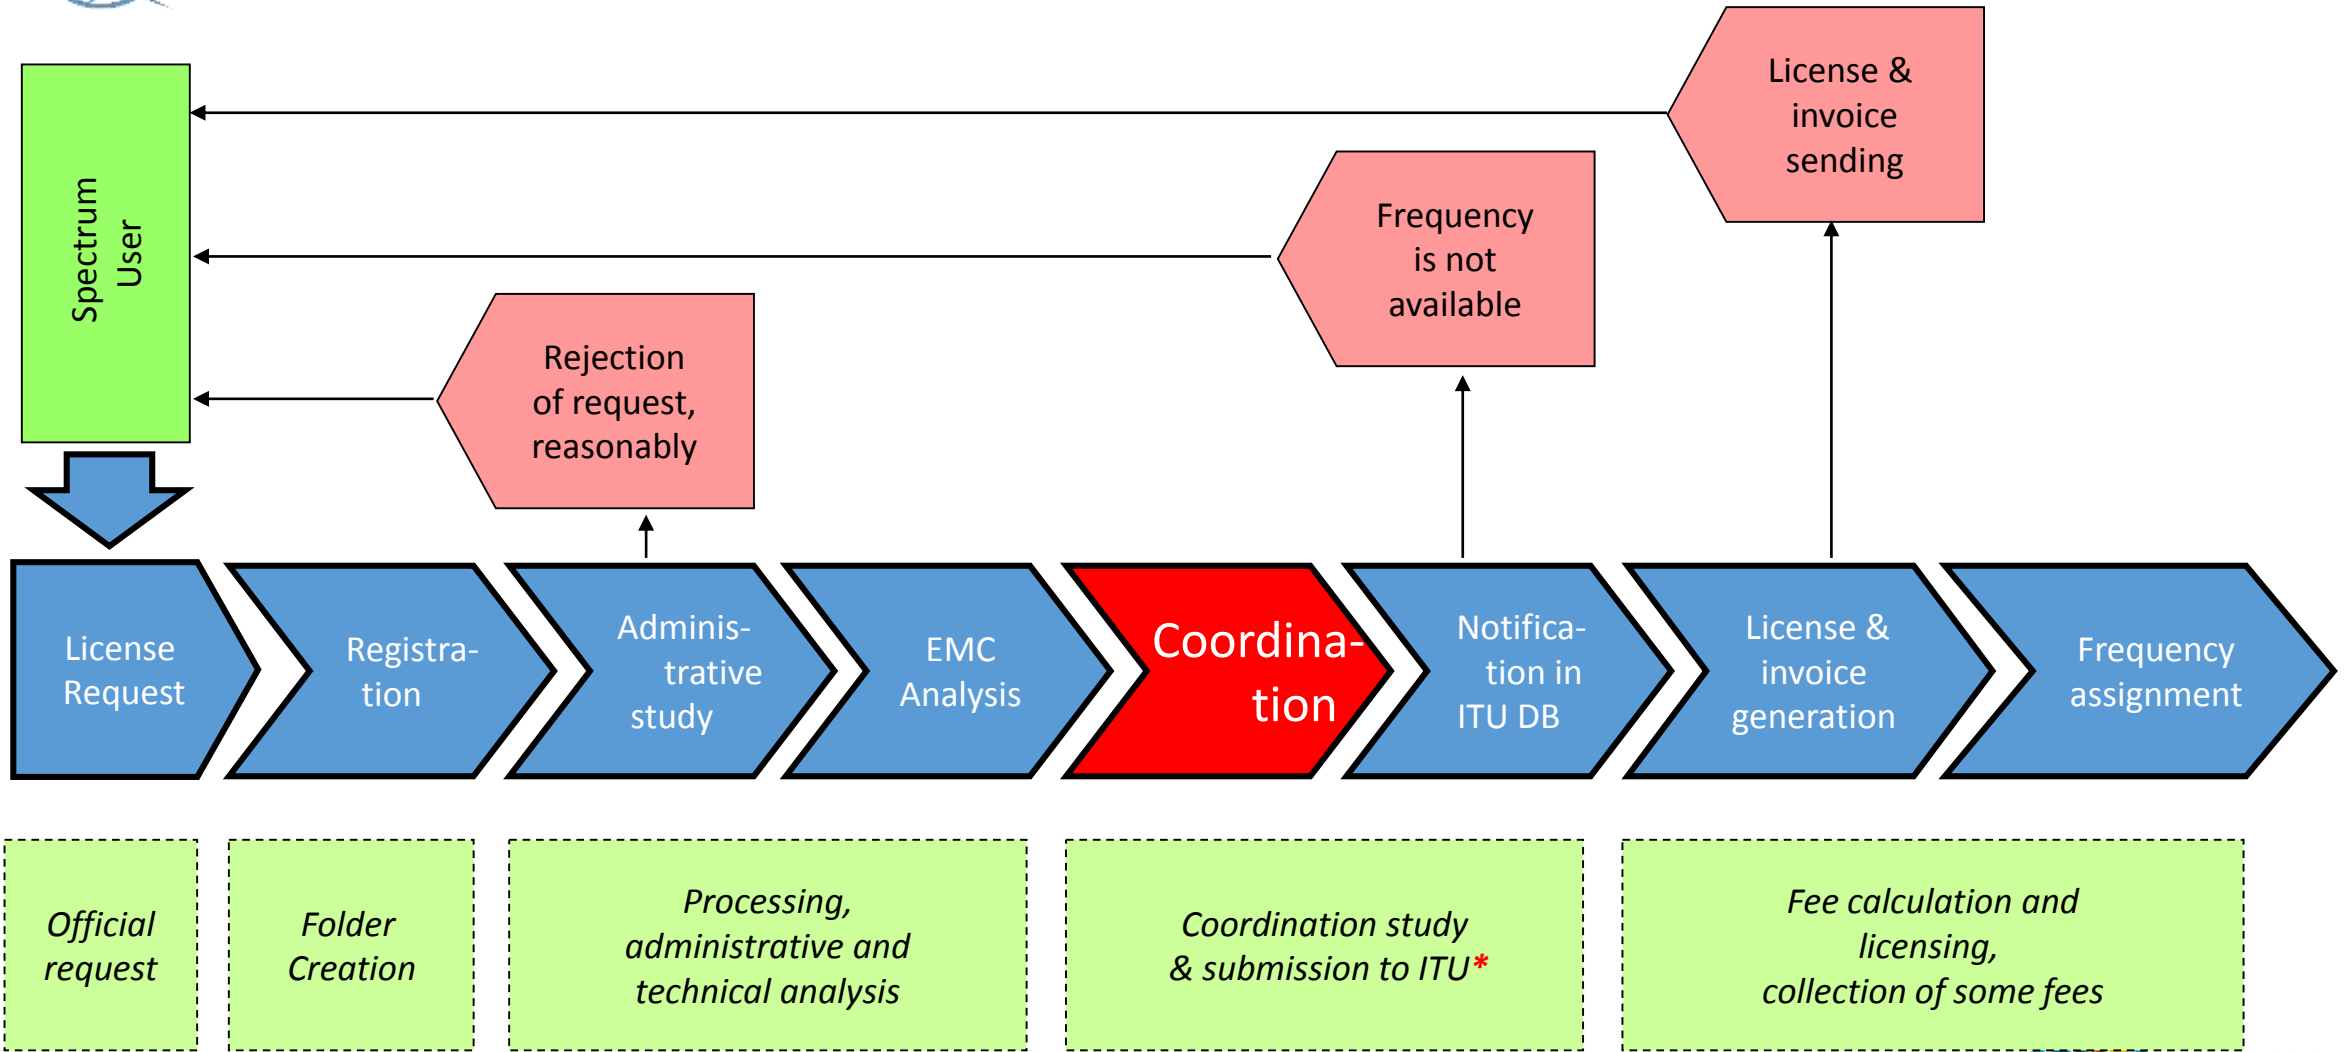 License &
invoice
sending
Spectrum
User
Frequency
is not
available
Rejection
of request,
reasonably
License
Request
Registra-
tion
Adminis-
trative
study
EMC
Analysis
Coordina-
tion
Notifica-
tion in
ITU DB
License &
invoice
generation
Frequency
assignment
Official
request
Folder
Creation
Processing,
administrative and
technical analysis
Coordination study
& submission to ITU*
Fee calculation and
licensing,
collection of some fees